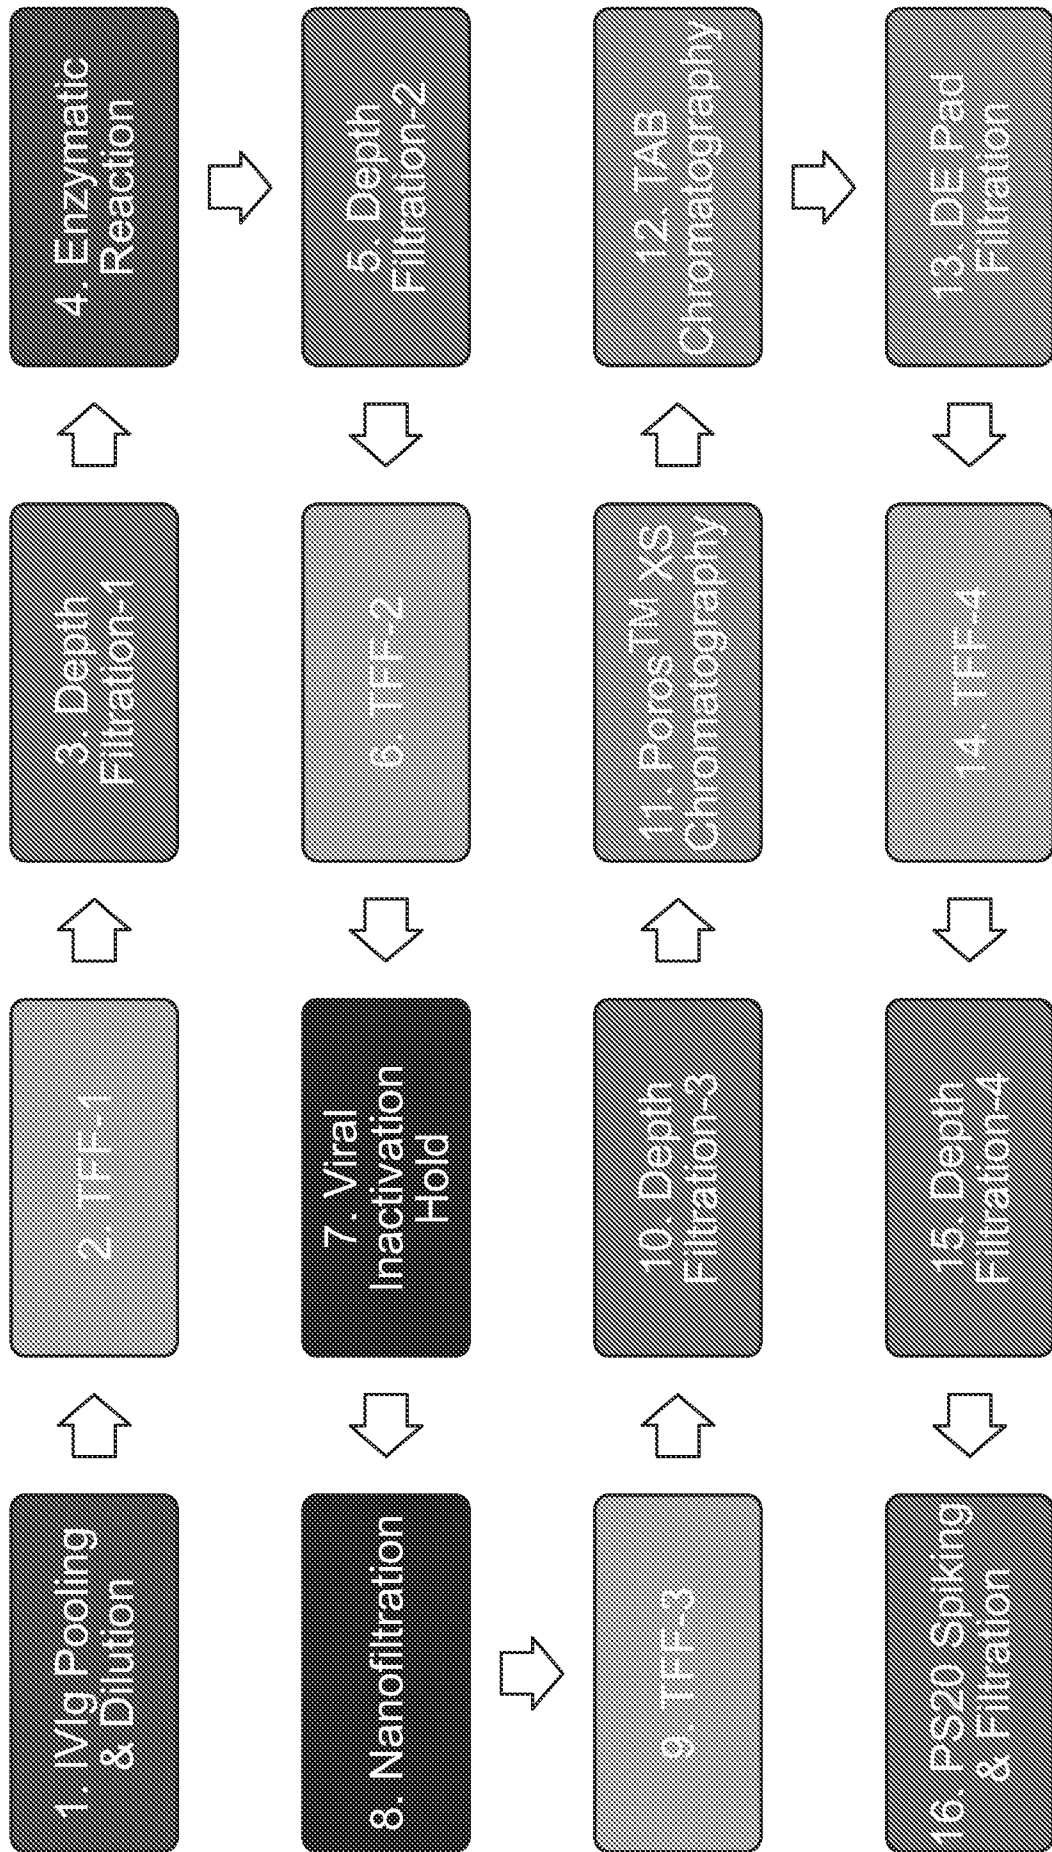 1. IVIg Pooling
& Dilution
2. TFF-1
3. Depth
Filtration-1
4. Enzymatic
Reaction
5. Depth
Filtration-2
6. TFF-2
7. Viral
Inactivation
Hold
8. Nanofiltration
9. TFF-3
10. Depth
Filtration-3
11. Poros™ XS
Chromatography
12. TAB
Chromatography
13. DE Pad
Filtration
14. TFF-4
15. Depth
Filtration-4
16. PS20 Spiking
& Filtration